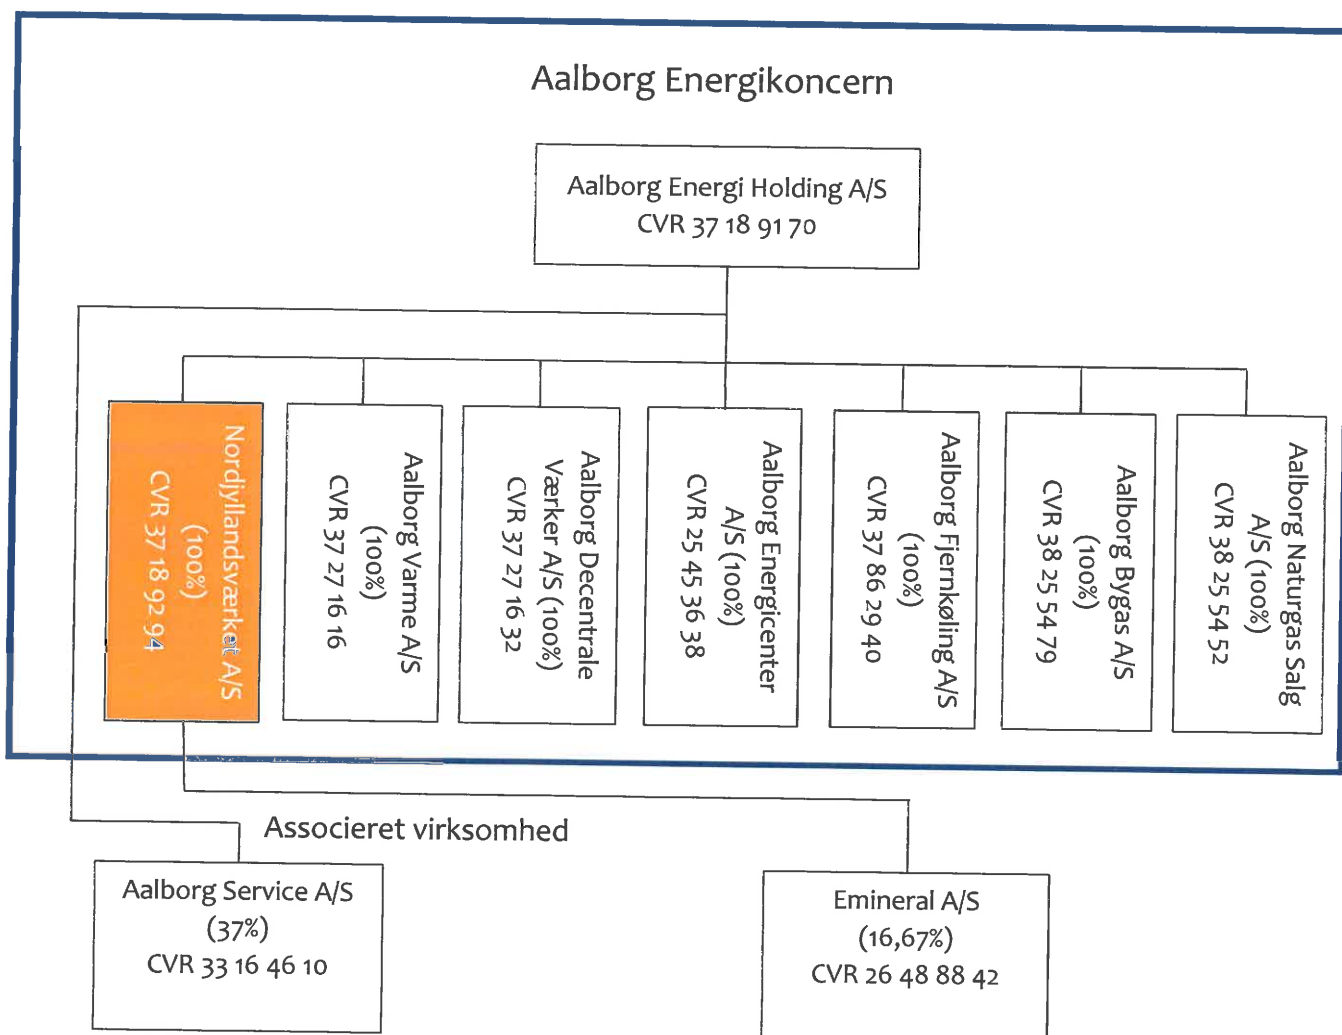 Aalborg Energikoncern
Aalborg Energi Holding A/S
CVR 37 18 91 70
Nordjyllandsværket A/S
(100%)
CVR 37 18 92 94
Aalborg Varme A/S
(100%)
CVR 37 27 16 16
Aalborg Decentrale
Værker A/S (100%)
CVR 37 27 16 32
Aalborg Energicenter
A/S (100%)
CVR 25 45 36 38
Aalborg Fjernkøling A/S
(100%)
CVR 37 86 29 40
Aalborg Bygas A/S
(100%)
CVR 38 25 54 79
Aalborg Naturgas Salg
A/S (100%)
CVR 38 25 54 52
Associeret virksomhed
Aalborg Service A/S
(37%)
CVR 33 16 46 10
Emineral A/S
(16,67%)
CVR 26 48 88 42